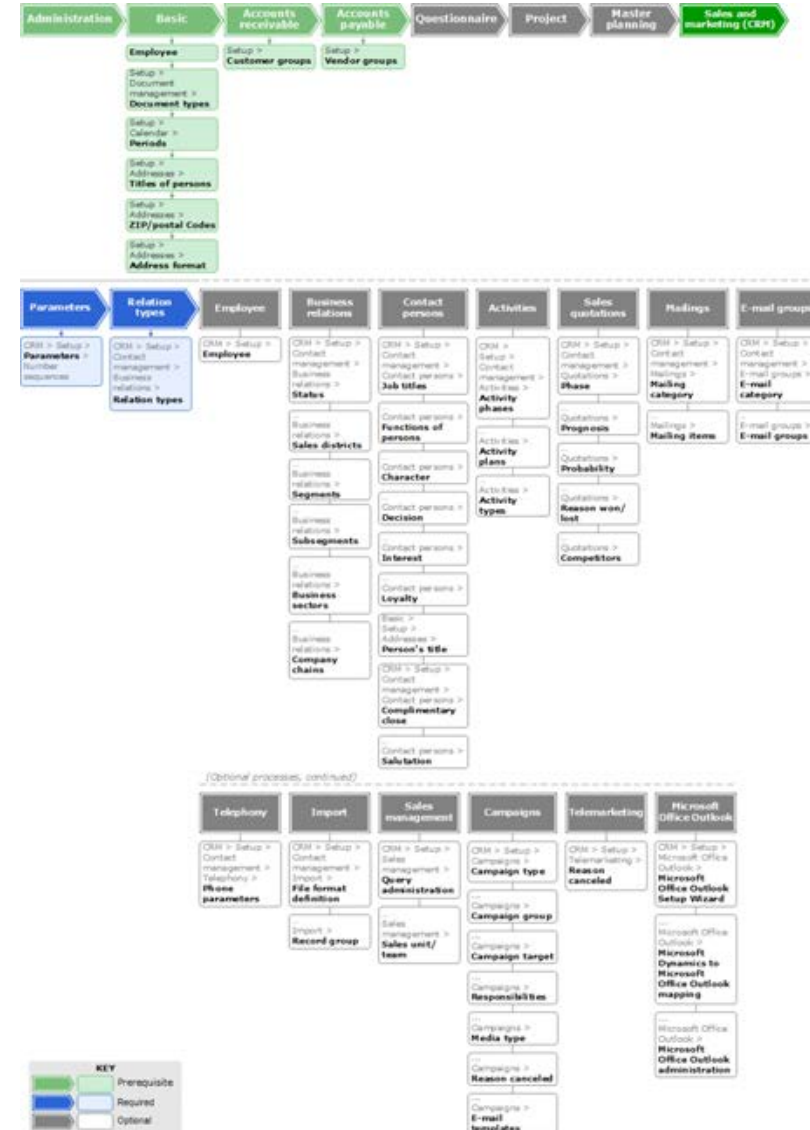 Administration
Basic
Accounts
receivable
Accounts
payable
Questionnaire
Project
Master
planning
Sales and
marketing (CRM)
Employee
Setup >
Document
management >
Document types
Setup >
Calendar >
Periods
Setup >
Addresses >
Titles of persons
Setup >
Addresses >
ZIP/postal Codes
Setup >
Addresses >
Address format
Setup >
Customer groups
Setup >
Vendor groups
Parameters
Relation
types
Employee
Business
relations
Contact
persons
Activities
Sales
quotations
Mailings
E-mail groups
CRM > Setup >
Parameters >
Number
sequences
CRM > Setup >
Contact
management >
Business
relations >
Relation types
CRM > Setup >
Employee
CRM > Setup >
Contact
management >
Business
relations >
Status
...
Business
relations >
Sales districts
...
Business
relations >
Segments
...
Business
relations >
Subsegments
...
Business
relations >
Business
sectors
...
Business
relations >
Company
chains
CRM > Setup >
Contact
management >
Contact persons >
Job titles
...
Contact persons >
Functions of
persons
...
Contact persons >
Character
...
Contact persons >
Decision
...
Contact persons >
Interest
...
Contact persons >
Loyalty
Basic >
Setup >
Addresses >
Person's title
CRM > Setup >
Contact
management >
Contact persons >
Complimentary
close
...
Contact persons >
Salutation
CRM >
Setup >
Contact
management >
Activities >
Activity
phases
...
Activities >
Activity
plans
...
Activities >
Activity
types
CRM > Setup >
Contact
management >
Quotations >
Phase
...
Quotations >
Prognosis
...
Quotations >
Probability
...
Quotations >
Reason won/
lost
...
Quotations >
Competitors
CRM > Setup >
Contact
management >
Mailings >
Mailing
category
...
Mailings >
Mailing items
CRM > Setup >
Contact
management >
E-mail groups >
E-mail
category
...
E-mail groups >
E-mail groups
(Optional processes, continued)
Telephony
Import
Sales
management
Campaigns
Telemarketing
Microsoft
Office Outlook
CRM > Setup >
Contact
management >
Telephony >
Phone
parameters
CRM > Setup >
Contact
management >
Import >
File format
definition
...
Import >
Record group
CRM > Setup >
Sales
management >
Query
administration
...
Sales
management >
Sales unit/
team
CRM > Setup >
Campaigns >
Campaign type
...
Campaigns >
Campaign group
...
Campaigns >
Campaign target
...
Campaigns >
Responsibilities
...
Campaigns >
Media type
...
Campaigns >
Reason canceled
...
Campaigns >
E-mail
templates
CRM > Setup >
Telemarketing >
Reason
canceled
CRM > Setup >
Microsoft Office
Outlook >
Microsoft
Office Outlook
Setup Wizard
...
Microsoft Office
Outlook >
Microsoft
Dynamics to
Microsoft
Office Outlook
mapping
...
Microsoft Office
Outlook >
Microsoft
Office Outlook
administration
KEY
Prerequisite
Required
Optional